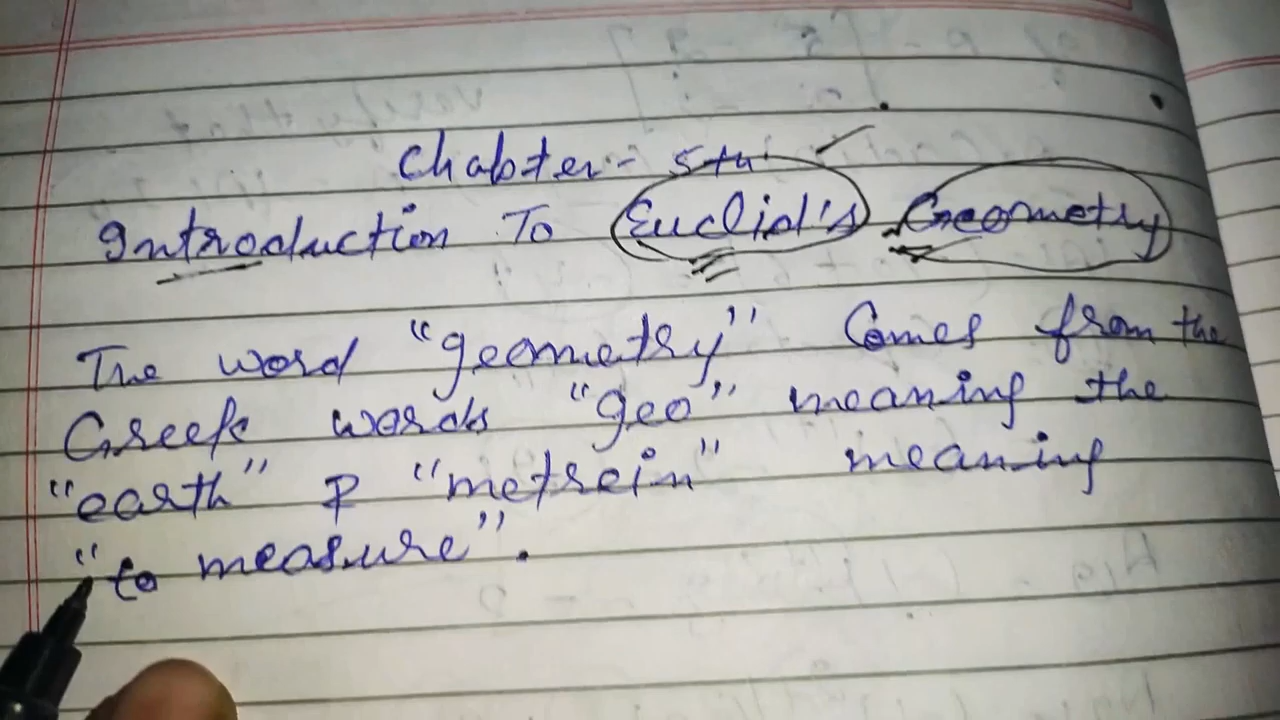 Chabter:- 5th
Introduction To Euclid's Geometry
The word "geometry" Comes from the
Greek words "geo" meaning the
"earth" & "metrein" meaning
"to measure".